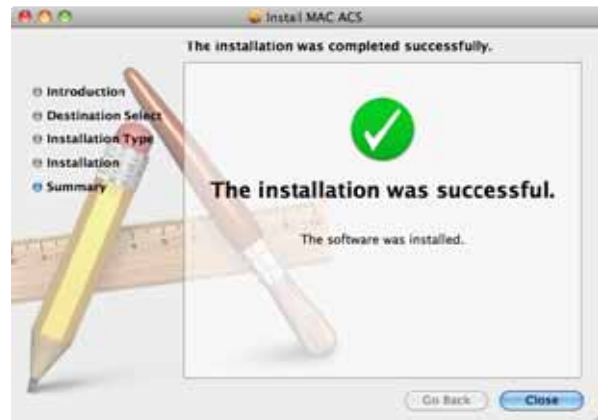 Install MAC ACS
The installation was completed successfully.
Introduction
Destination Select
Installation Type
Installation
Summary
The installation was successful.
The software was installed.
Go Back
Close